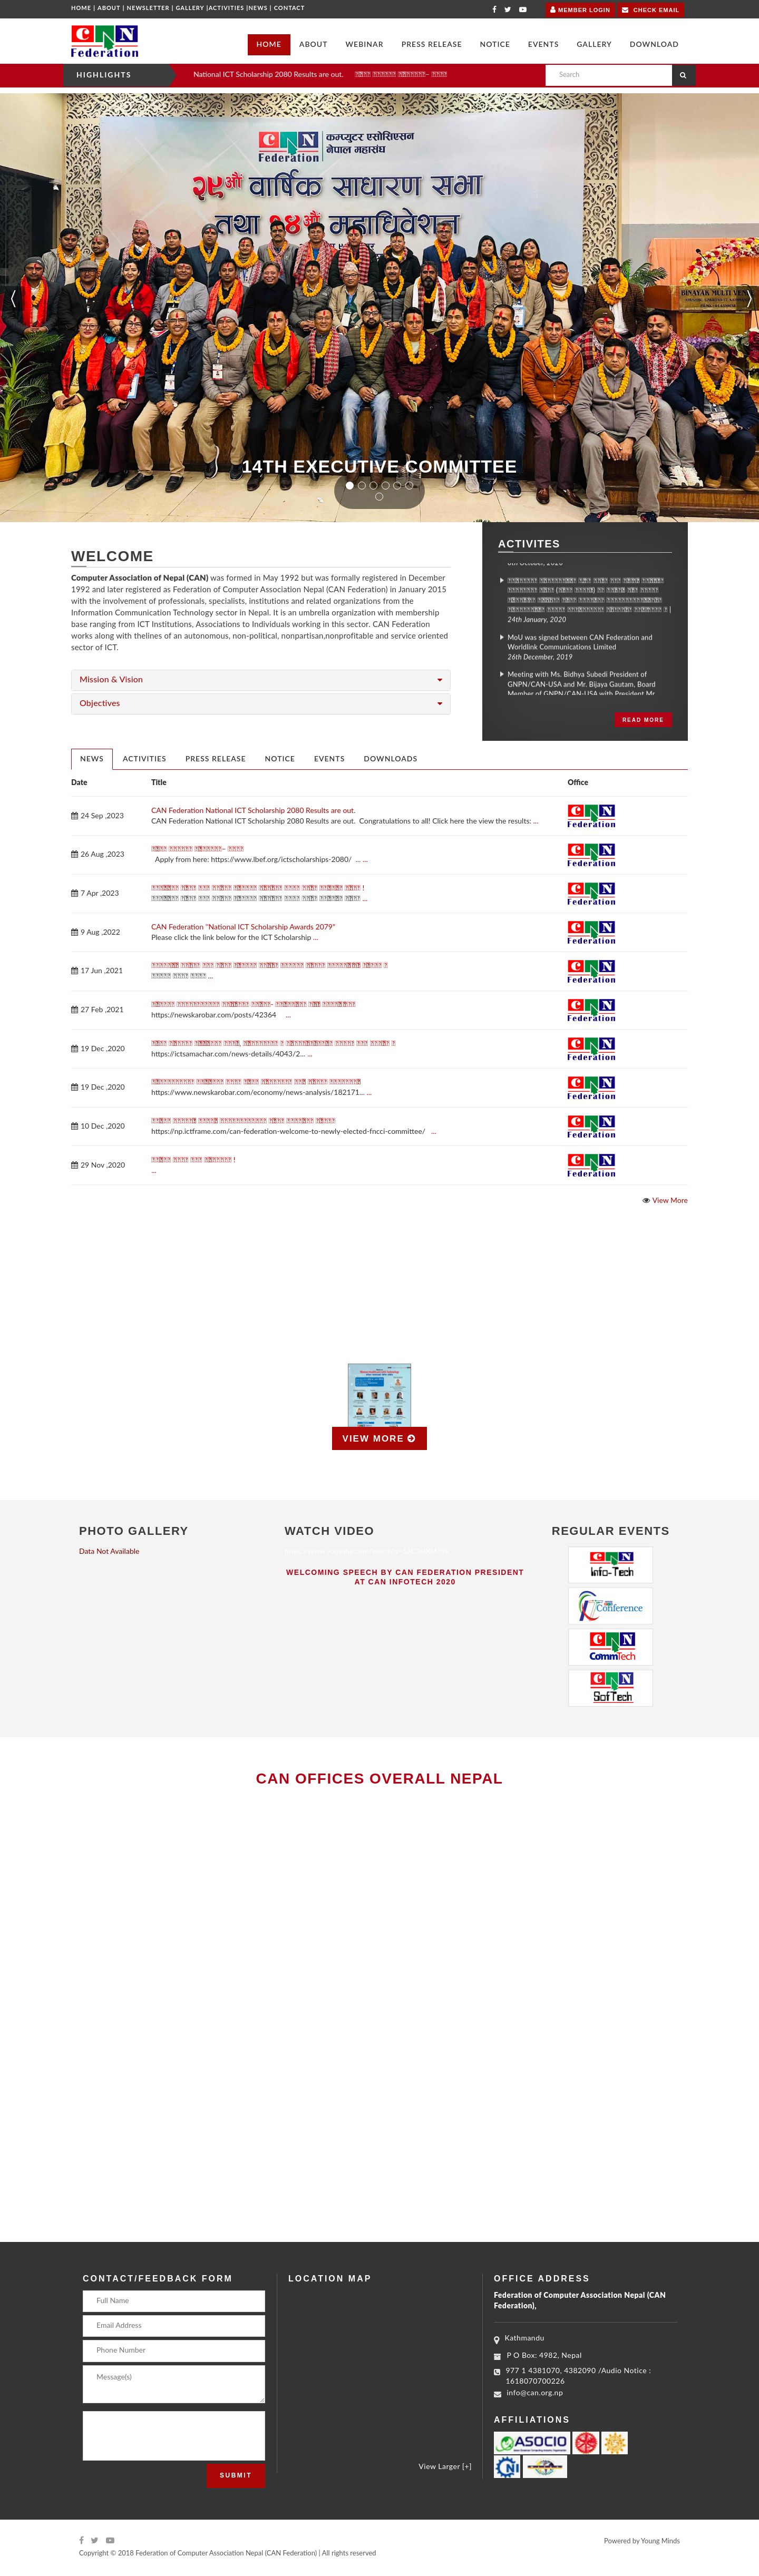 HOME | ABOUT | NEWSLETTER | GALLERY |ACTIVITIES |NEWS | CONTACT
MEMBER LOGIN
CHECK EMAIL
CAN
Federation
HOME
ABOUT
WEBINAR
PRESS RELEASE
NOTICE
EVENTS
GALLERY
DOWNLOAD
HIGHLIGHTS
National ICT Scholarship 2080 Results are out.
Search
CAN
Federation
कम्प्युटर एसोसिएसन
नेपाल महासंघ
२९औं वार्षिक साधारण सभा
तथा १४औं महाधिवेशन
14TH EXECUTIVE COMMITTEE
WELCOME
Computer Association of Nepal (CAN) was formed in May 1992 but was formally registered in December
1992 and later registered as Federation of Computer Association Nepal (CAN Federation) in January 2015
with the involvement of professionals, specialists, institutions and related organizations from the
Information Communication Technology sector in Nepal. It is an umbrella organization with membership
base ranging from ICT Institutions, Associations to Individuals working in this sector. CAN Federation
works along with thelines of an autonomous, non-political, nonpartisan,nonprofitable and service oriented
sector of ICT.
Mission & Vision
Objectives
ACTIVITES
24th January, 2020
MoU was signed between CAN Federation and
Worldlink Communications Limited
26th December, 2019
Meeting with Ms. Bidhya Subedi President of
GNPN/CAN-USA and Mr. Bijaya Gautam, Board
Member of GNPN/CAN-USA with President Mr.
READ MORE
NEWS
ACTIVITIES
PRESS RELEASE
NOTICE
EVENTS
DOWNLOADS
Date Title Office
24 Sep ,2023
CAN Federation National ICT Scholarship 2080 Results are out.
CAN Federation National ICT Scholarship 2080 Results are out. Congratulations to all! Click here the view the results: ...
CAN Federation
26 Aug ,2023
Apply from here: https://www.lbef.org/ictscholarships-2080/ ... ...
CAN Federation
7 Apr ,2023
CAN Federation
9 Aug ,2022
CAN Federation "National ICT Scholarship Awards 2079"
Please click the link below for the ICT Scholarship ...
CAN Federation
17 Jun ,2021
CAN Federation
27 Feb ,2021
https://newskarobar.com/posts/42364 ...
CAN Federation
19 Dec ,2020
https://ictsamachar.com/news-details/4043/2... ...
CAN Federation
19 Dec ,2020
https://www.newskarobar.com/economy/news-analysis/182171... ...
CAN Federation
10 Dec ,2020
https://np.ictframe.com/can-federation-welcome-to-newly-elected-fncci-committee/ ...
CAN Federation
29 Nov ,2020
...
CAN Federation
View More
VIEW MORE
PHOTO GALLERY
Data Not Available
WATCH VIDEO
WELCOMING SPEECH BY CAN FEDERATION PRESIDENT
AT CAN INFOTECH 2020
REGULAR EVENTS
CAN
Info-Tech
IT Conference
CAN
CommTech
CAN
SofTech
CAN OFFICES OVERALL NEPAL
CONTACT/FEEDBACK FORM
Full Name
Email Address
Phone Number
Message(s)
SUBMIT
LOCATION MAP
View Larger [+]
OFFICE ADDRESS
Federation of Computer Association Nepal (CAN
Federation),
Kathmandu
P O Box: 4982, Nepal
977 1 4381070, 4382090 /Audio Notice :
1618070700226
info@can.org.np
AFFILIATIONS
ASOCIO
Powered by Young Minds
Copyright © 2018 Federation of Computer Association Nepal (CAN Federation) | All rights reserved